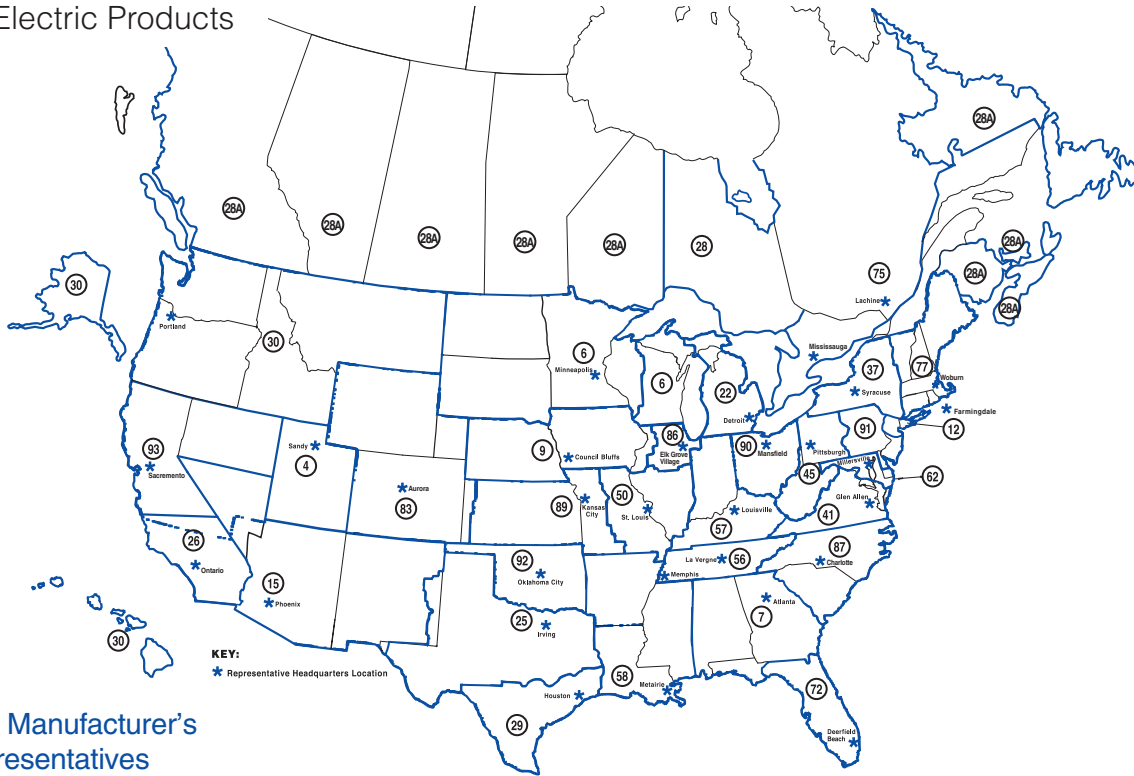 Electric Products
28A
28A
28A
28A
28A
28A
28
28A
75
28A
28A
30
Lachine
28A
Portland
30
Mississauga
6
Minneapolis
6
37
77
Woburn
22
Syracuse
Detroit
Farmingdale
12
93
Sacremento
Sandy
4
9
Council Bluffs
86
Elk Grove
Village
90
Mansfield
91
Pittsburgh
Millersville
45
62
Aurora
83
89
Kansas
City
50
St. Louis
Louisville
57
Glen Allen
41
26
Ontario
92
Oklahoma City
La Vergne
56
87
Charlotte
15
Phoenix
Memphis
25
Irving
Atlanta
7
30
KEY:
* Representative Headquarters Location
58
Metairie
Houston
29
72
Deerfield
Beach
Manufacturer's
resentatives